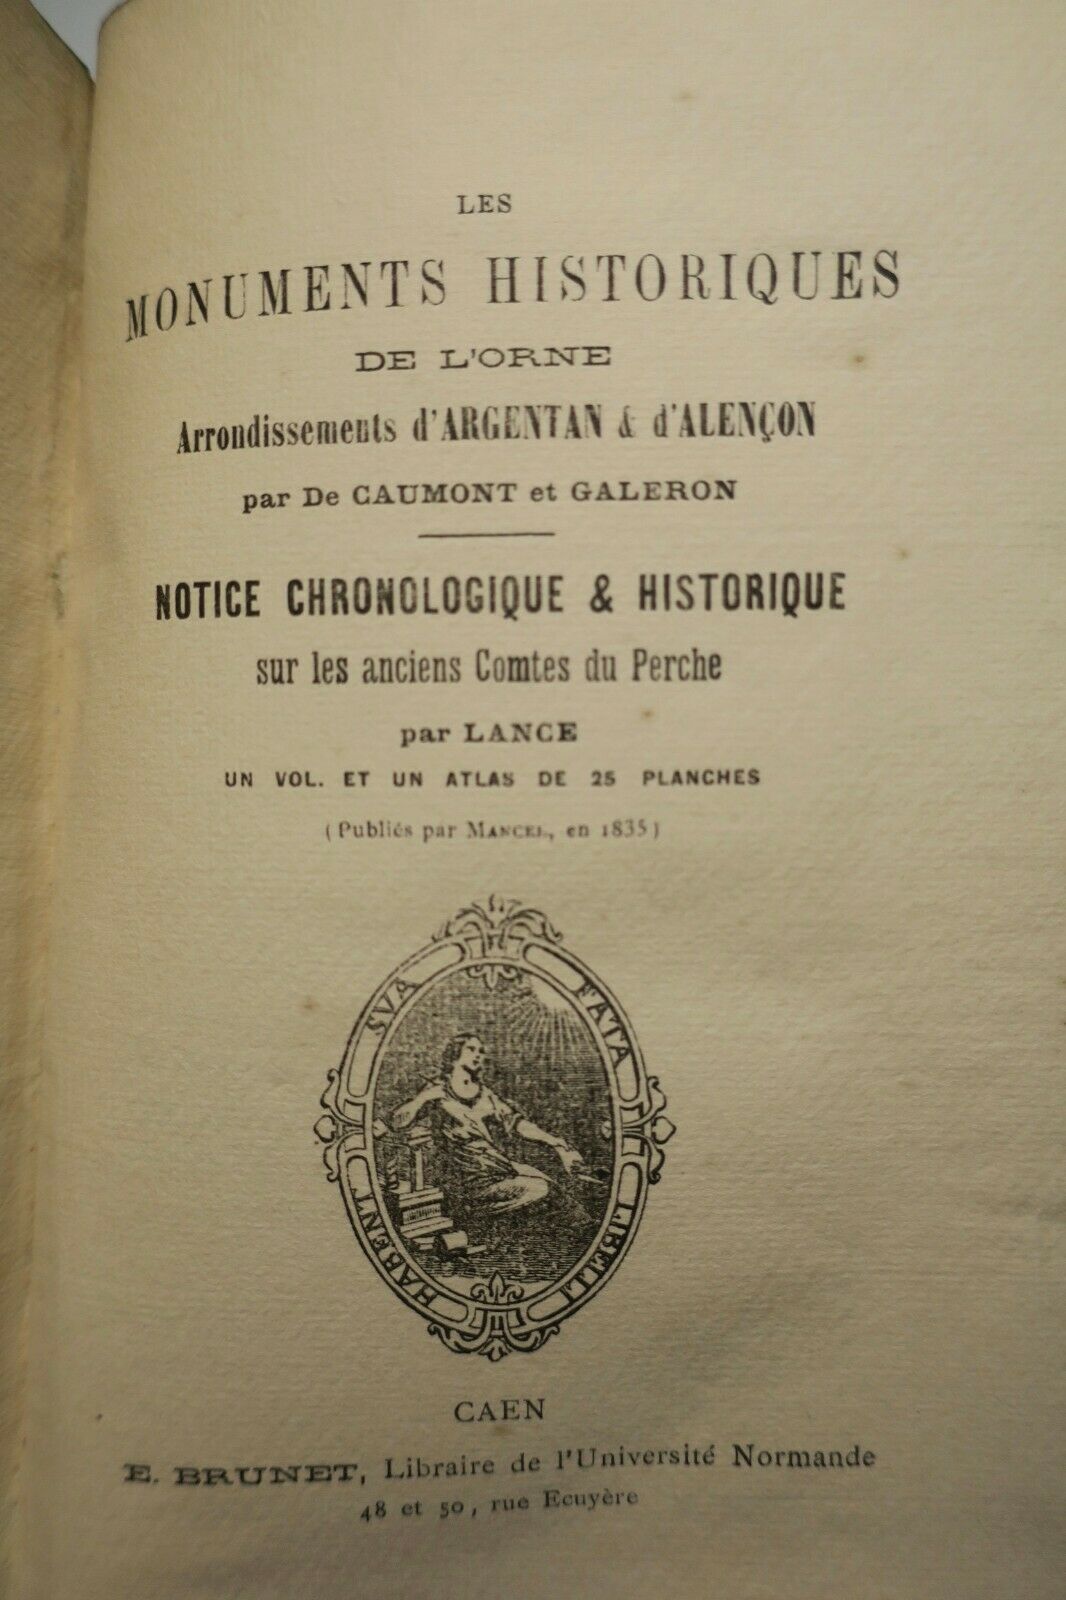 LES
MONUMENTS HISTORIQUES
DE L'ORNE
Arrondissements d'ARGENTAN & d'ALENÇON
par De CAUMONT et GALERON
NOTICE CHRONOLOGIQUE & HISTORIQUE
sur les anciens Comtes du Perche
par LANCE
UN VOL. ET UN ATLAS DE 25 PLANCHES
(Publiés par MANCEL, en 1835)
HABENT SVA FATA LIBELLI
CAEN
E. BRUNET, Libraire de l'Université Normande
48 et 50, rue Ecuyère